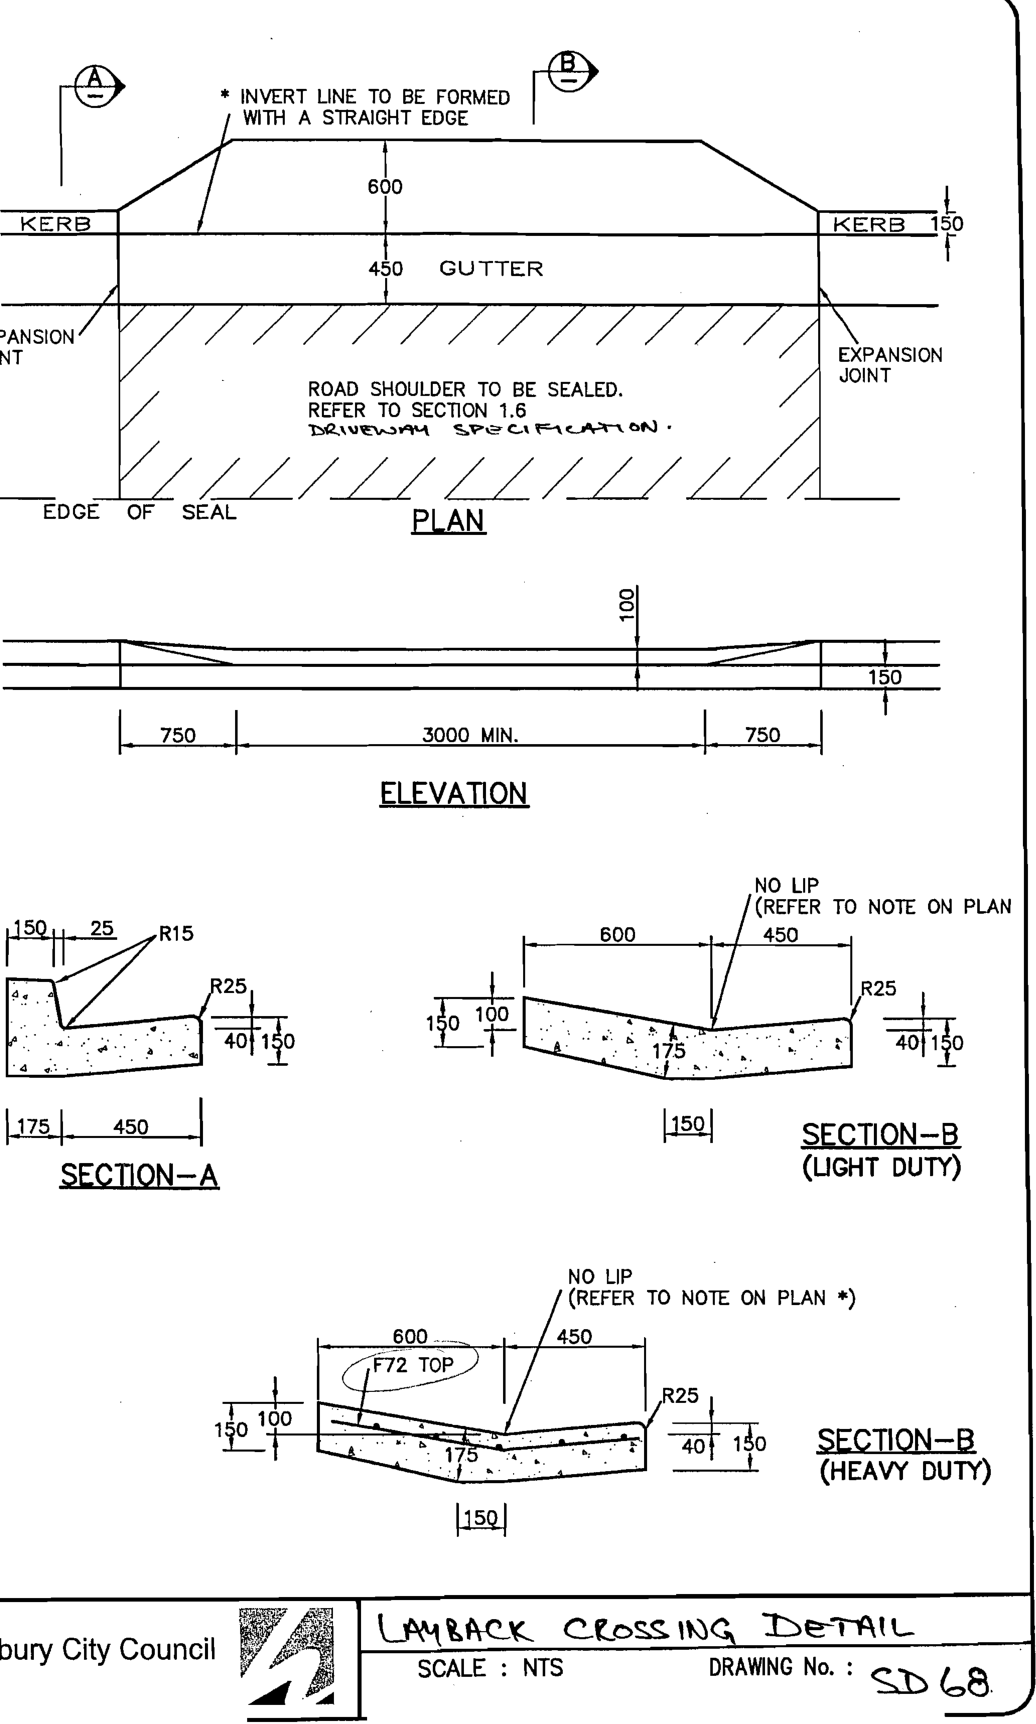 A
B
* INVERT LINE TO BE FORMED
WITH A STRAIGHT EDGE
600
KERB
KERB
150
450
GUTTER
PANSION
NT
EXPANSION
JOINT
ROAD SHOULDER TO BE SEALED.
REFER TO SECTION 1.6
DRIVEWAY SPECIFICATION.
EDGE OF SEAL
PLAN
100
150
750
3000 MIN.
750
ELEVATION
NO LIP
(REFER TO NOTE ON PLAN
150
25
R15
600
450
R25
R25
150
100
40
150
175
40
150
175
450
150
SECTION-B
(LIGHT DUTY)
SECTION-A
NO LIP
(REFER TO NOTE ON PLAN *)
600
450
F72 TOP
R25
150
100
175
40
150
SECTION-B
(HEAVY DUTY)
150
LAYBACK CROSSING DETAIL
bury City Council
SCALE : NTS
DRAWING No. :
SD 68.